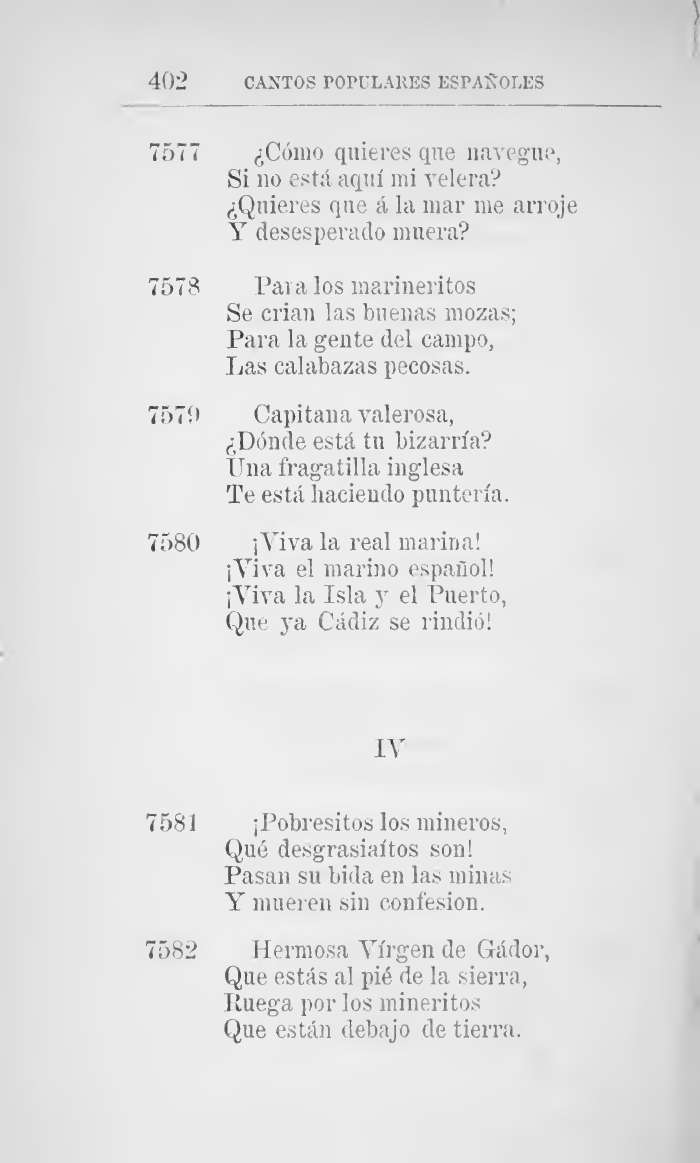 402 CANTOS POPULARES ESPAÑOLES
7577 ¿Cómo quieres que navegue,
Si no está aquí mi velera?
¿Quieres que á la mar me arroje
Y desesperado muera?
7578 Para los marineritos
Se crian las buenas mozas;
Para la gente del campo,
Las calabazas pecosas.
7579 Capitana valerosa,
¿Dónde está tu bizarría?
Una fragatilla inglesa
Te está haciendo puntería.
7580 ¡Viva la real marina!
¡Viva el marino español!
¡Viva la Isla y el Puerto,
Que ya Cádiz se rindió!
IV
7581 ¡Pobresitos los mineros,
Qué desgrasiaítos son!
Pasan su bida en las minas
Y mueren sin confesion.
7582 Hermosa Vírgen de Gádor,
Que estás al pié de la sierra,
Ruega por los mineritos
Que están debajo de tierra.